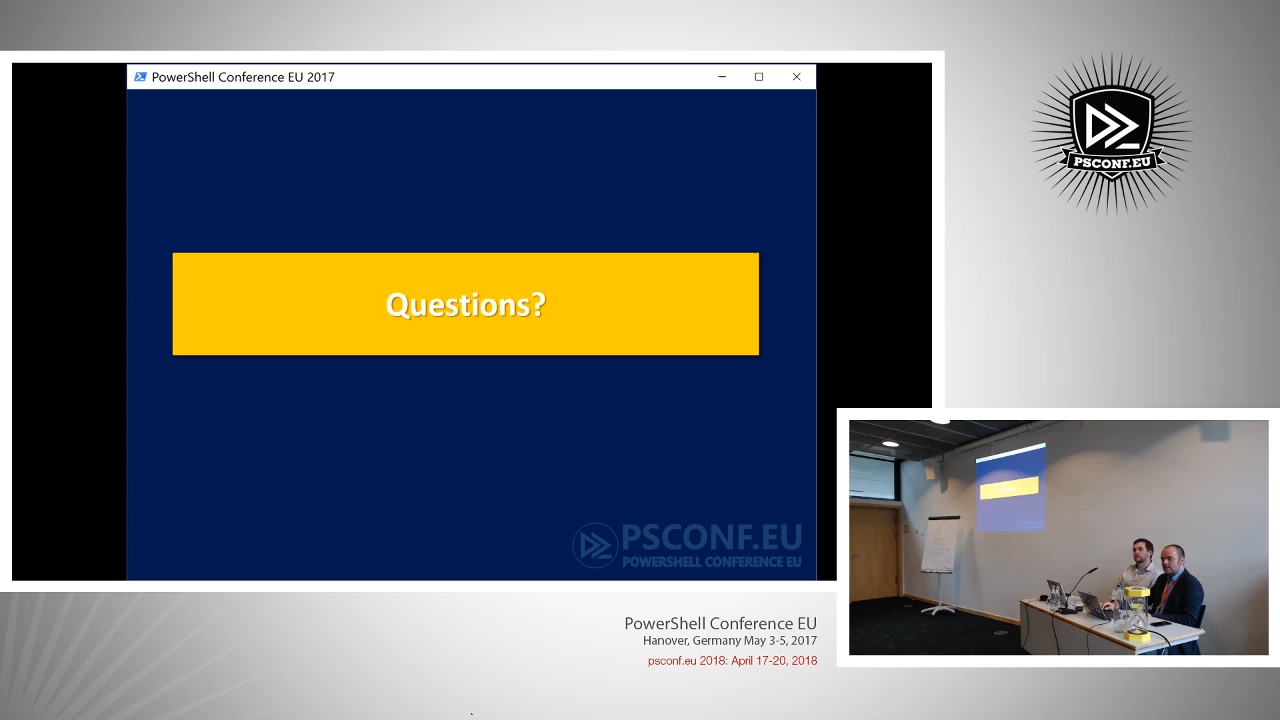 PowerShell Conference EU 2017
Questions?
PSCONF.EU
POWERSHELL CONFERENCE EU
PSCONF.EU
PowerShell Conference EU
Hanover, Germany May 3-5, 2017
psconf.eu 2018: April 17-20, 2018